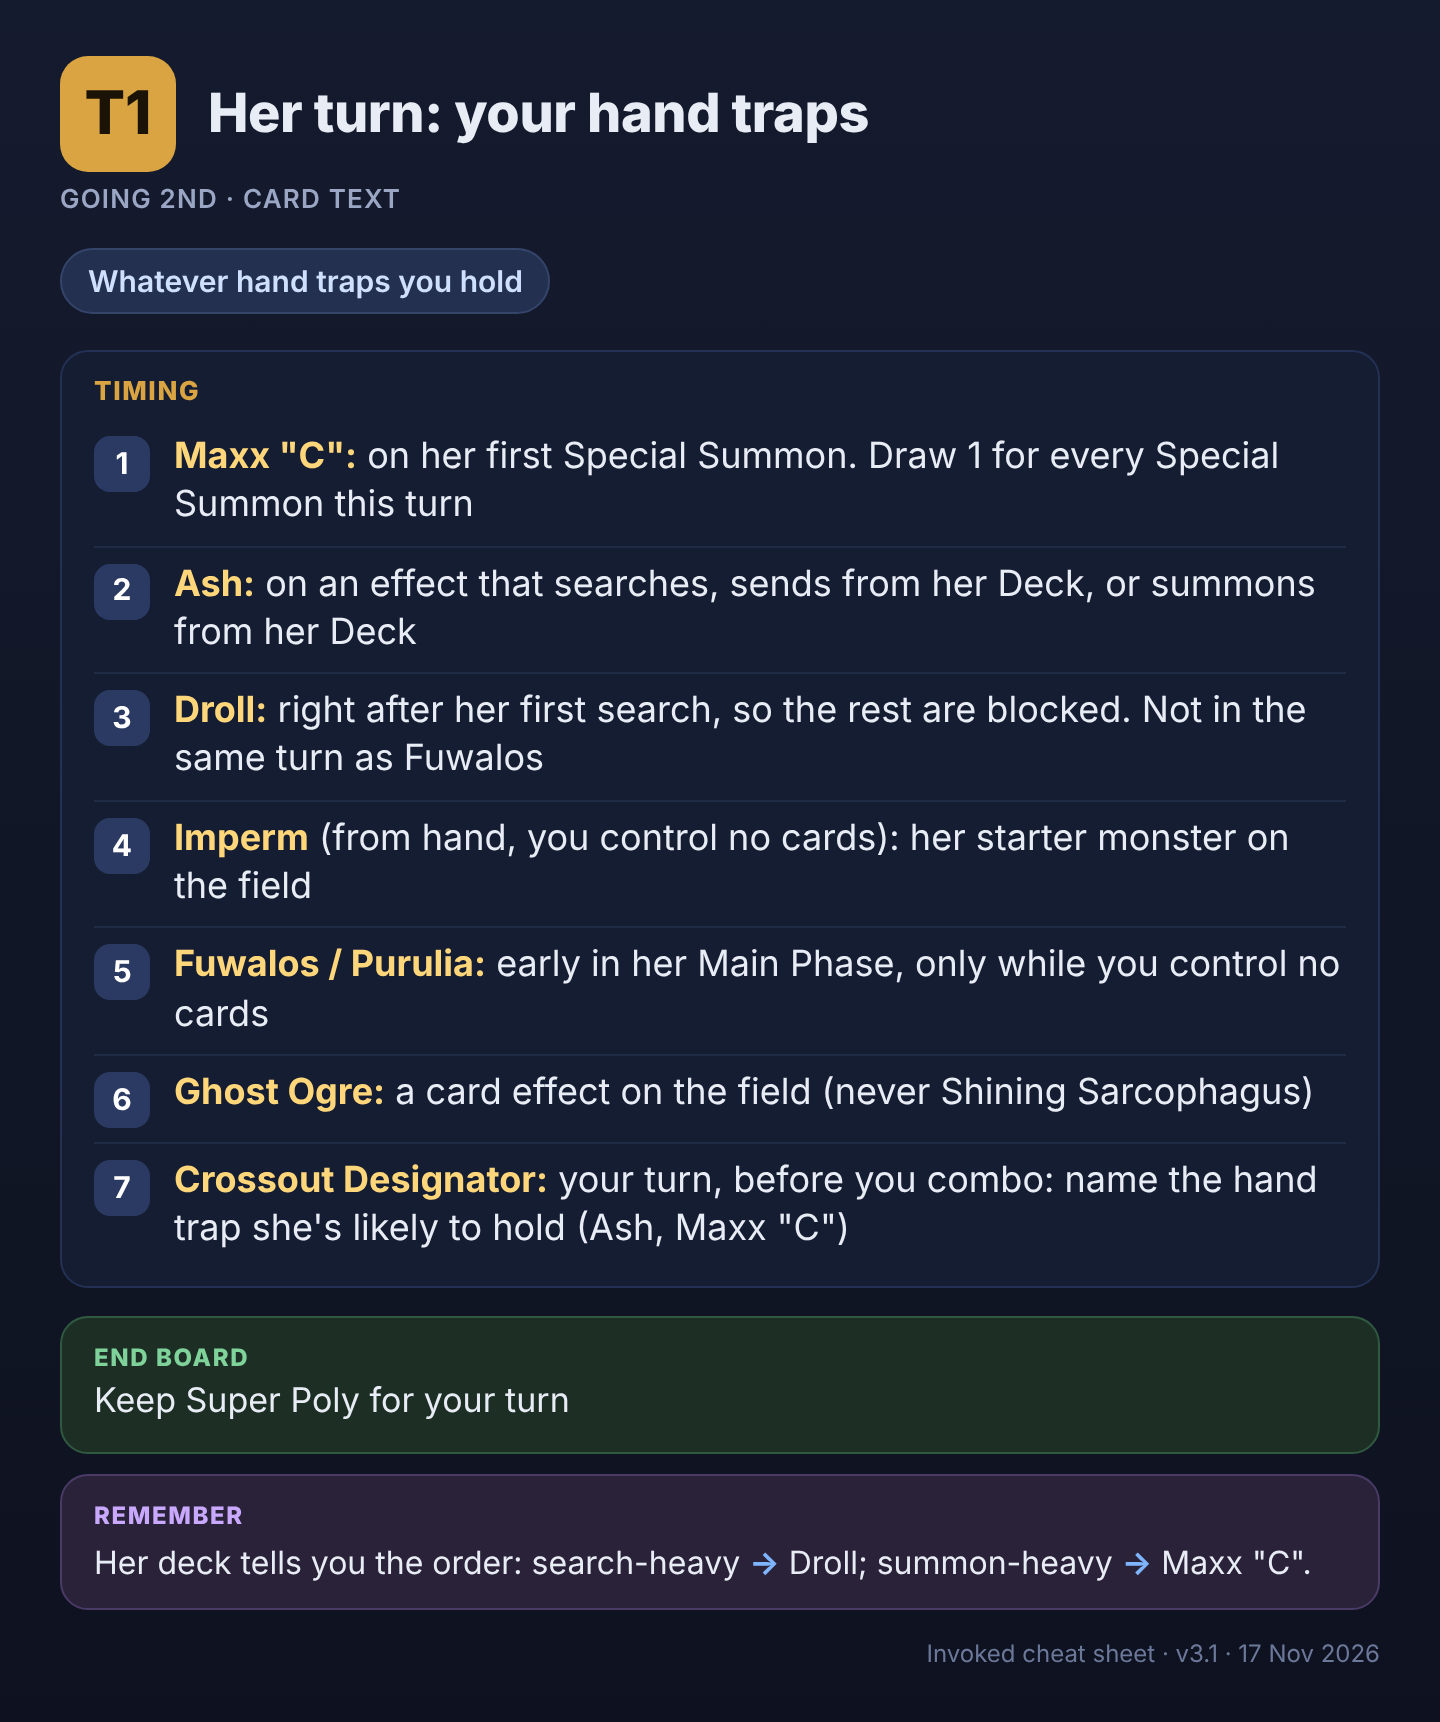 T1
Her turn: your hand traps
GOING 2ND · CARD TEXT
Whatever hand traps you hold
TIMING
1
Maxx "C": on her first Special Summon. Draw 1 for every Special
Summon this turn
2
Ash: on an effect that searches, sends from her Deck, or summons
from her Deck
3
Droll: right after her first search, so the rest are blocked. Not in the
same turn as Fuwalos
4
Imperm (from hand, you control no cards): her starter monster on
the field
5
Fuwalos / Purulia: early in her Main Phase, only while you control no
cards
6
Ghost Ogre: a card effect on the field (never Shining Sarcophagus)
7
Crossout Designator: your turn, before you combo: name the hand
trap she's likely to hold (Ash, Maxx "C")
END BOARD
Keep Super Poly for your turn
REMEMBER
Her deck tells you the order: search-heavy → Droll; summon-heavy → Maxx "C".
Invoked cheat sheet · v3.1 · 17 Nov 2026